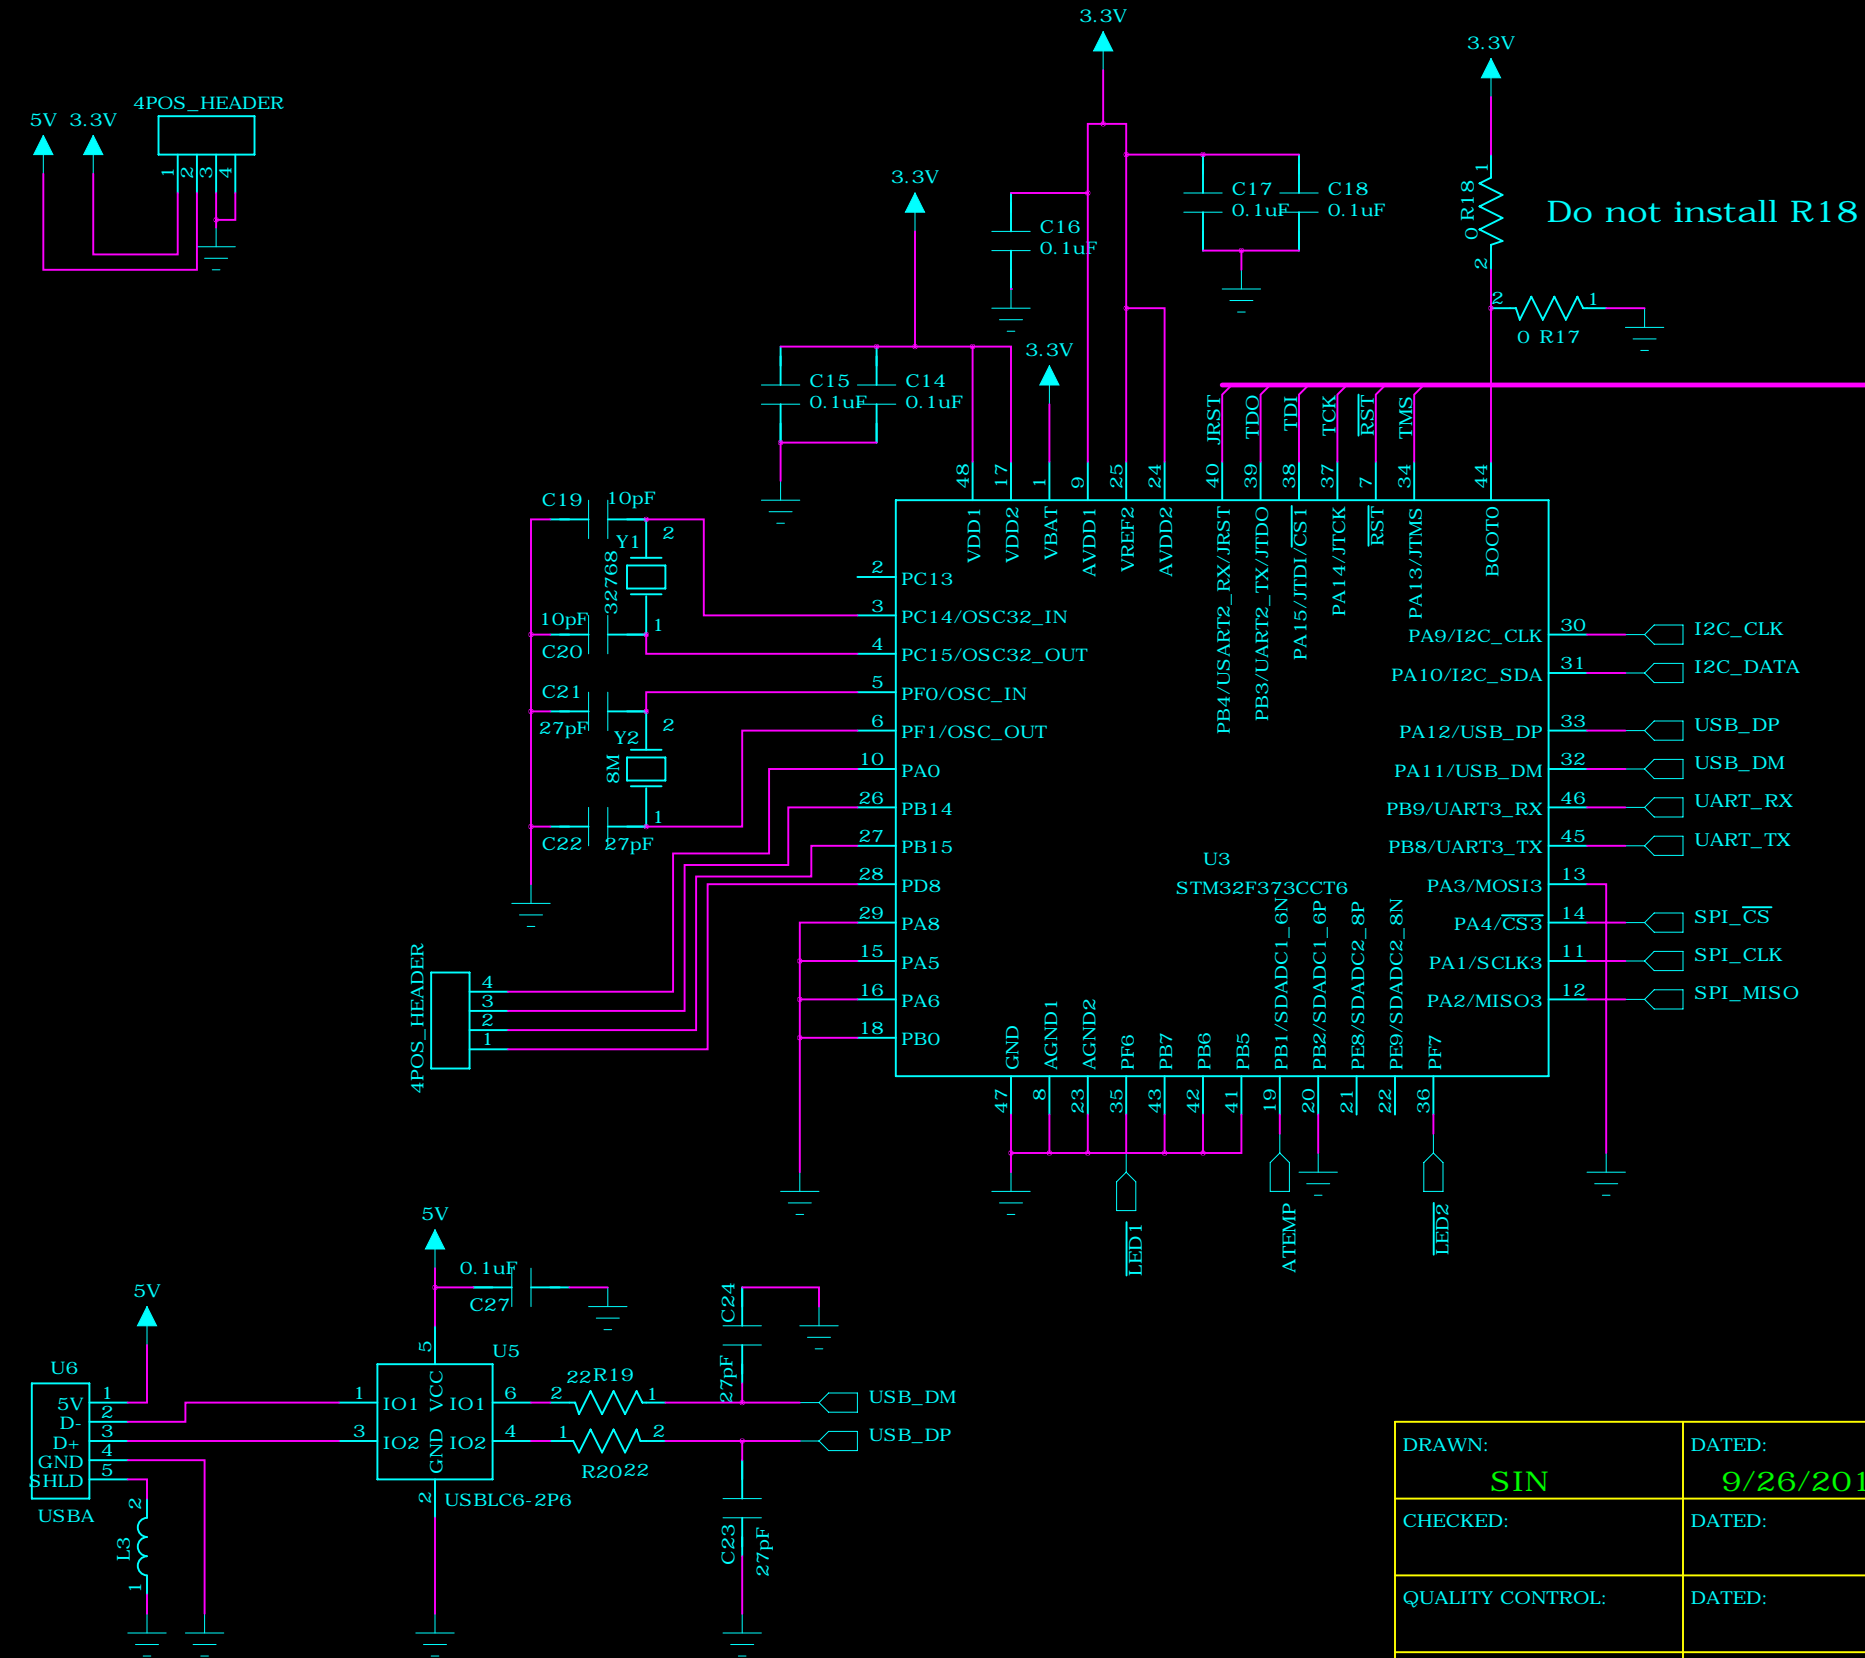 3.3V
3.3V
4POS_HEADER
5V 3.3V
1
2
3
4
3.3V
C16
0.1uF
C17
0.1uF
C18
0.1uF
1
0 R18
2
Do not install R18
2
1
0 R17
3.3V
C15
0.1uF
C14
0.1uF
JRST
TDO
TDI
TCK
RST
TMS
48
17
1
9
25
24
40
39
38
37
7
34
44
VDD1
VDD2
VBAT
AVDD1
VREF2
AVDD2
PB4/USART2_RX/JRST
PB3/UART2_TX/JTDO
PA15/JTDI/CS1
PA14/JTCK
RST
PA13/JTMS
BOOT0
C19
10pF
2
Y1
32768
10pF
1
C20
C21
27pF
2
Y2
8M
1
C22
27pF
2
PC13
3
PC14/OSC32_IN
4
PC15/OSC32_OUT
5
PF0/OSC_IN
6
PF1/OSC_OUT
10
PA0
26
PB14
27
PB15
28
PD8
29
PA8
15
PA5
16
PA6
18
PB0
U3
STM32F373CCT6
PA9/I2C_CLK
30
I2C_CLK
PA10/I2C_SDA
31
I2C_DATA
PA12/USB_DP
33
USB_DP
PA11/USB_DM
32
USB_DM
PB9/UART3_RX
46
UART_RX
PB8/UART3_TX
45
UART_TX
PA3/MOSI3
13
PA4/CS3
14
SPI_CS
PA1/SCLK3
11
SPI_CLK
PA2/MISO3
12
SPI_MISO
4POS_HEADER
4
3
2
1
GND
AGND1
AGND2
PF6
PB7
PB6
PB5
PB1/SDADC1_6N
PB2/SDADC1_6P
PE8/SDADC2_8P
PE9/SDADC2_8N
PF7
47
8
23
35
43
42
41
19
20
21
22
36
LED1
ATEMP
LED2
5V
0.1uF
C27
5V
U6
5V
D-
D+
GND
SHLD
1
2
3
4
5
USBA
2
L3
1
5
U5
VCC
GND
1
IO1
IO1
6
3
IO2
IO2
4
2
USBLC6-2P6
2
22R19
1
1
2
R2022
C24
27pF
C23
27pF
USB_DM
USB_DP
DRAWN:
SIN
DATED:
9/26/201
CHECKED:
DATED:
QUALITY CONTROL:
DATED: